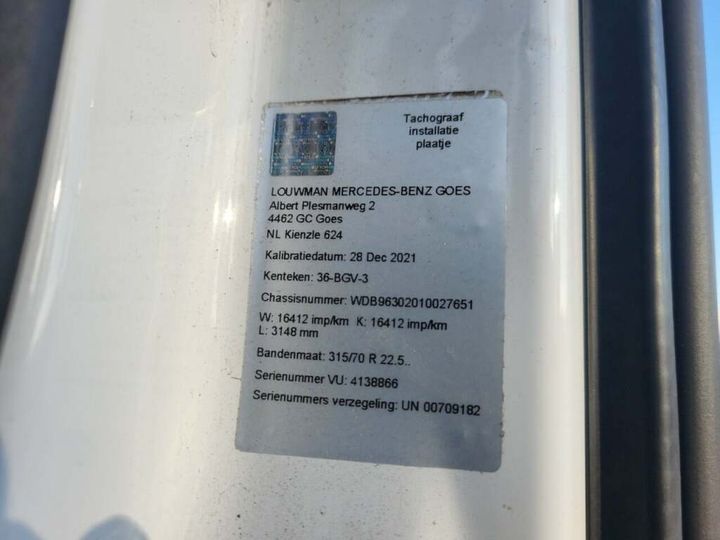 Tachograaf
installatie
plaatje
LOUWMAN MERCEDES-BENZ GOES
Albert Plesmanweg 2
4462 GC Goes
NL Kienzle 624
Kalibratiedatum: 28 Dec 2021
Kenteken: 36-BGV-3
Chassisnummer: WDB96302010027651
W: 16412 imp/km K: 16412 imp/km
L: 3148 mm
Bandenmaat: 315/70 R 22.5..
Serienummer VU: 4138866
Serienummers verzegeling: UN 00709182